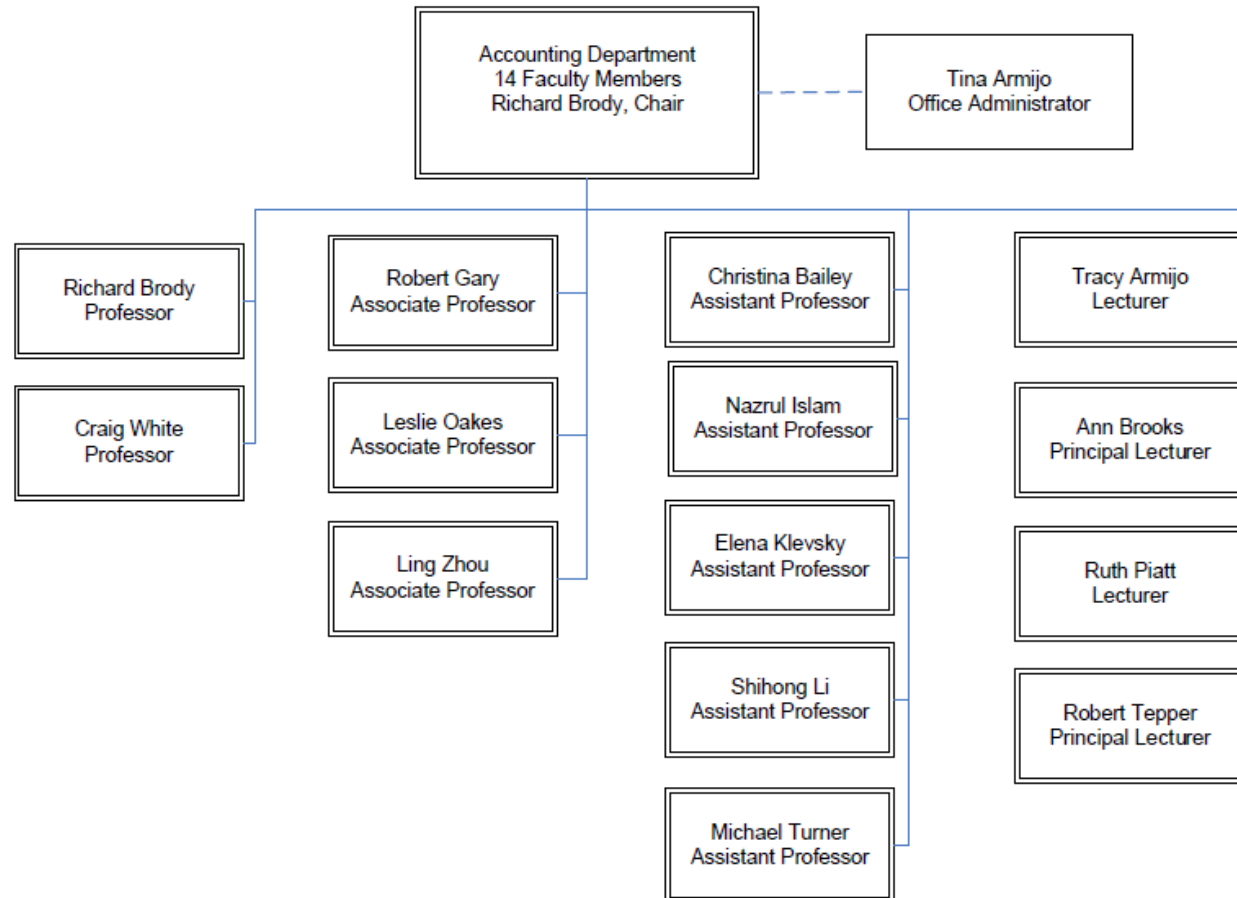 Accounting Department
14 Faculty Members
Richard Brody, Chair
Tina Armijo
Office Administrator
Richard Brody
Professor
Craig White
Professor
Robert Gary
Associate Professor
Leslie Oakes
Associate Professor
Ling Zhou
Associate Professor
Christina Bailey
Assistant Professor
Nazrul Islam
Assistant Professor
Elena Klevsky
Assistant Professor
Shihong Li
Assistant Professor
Michael Turner
Assistant Professor
Tracy Armijo
Lecturer
Ann Brooks
Principal Lecturer
Ruth Piatt
Lecturer
Robert Tepper
Principal Lecturer